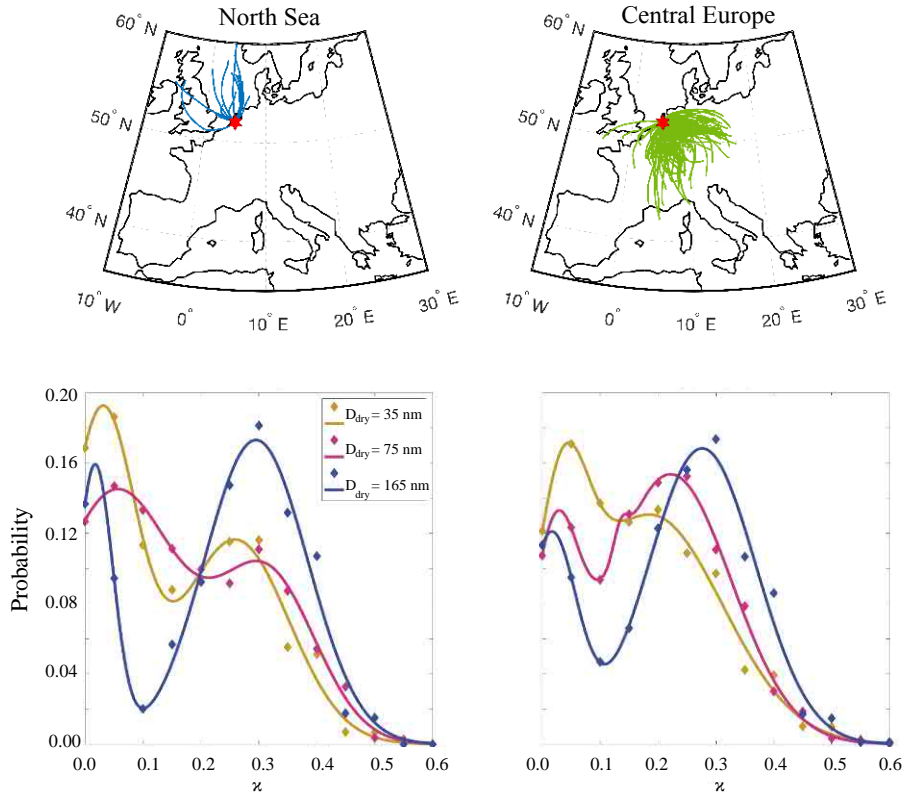 North Sea
Central Europe
60° N
50° N
40° N
10° W
0°
10° E
20° E
30° E
60° N
50° N
40° N
10° W
0°
10° E
20° E
30° E
0.20
0.16
0.12
0.08
0.04
0.00
Probability
D_dry = 35 nm
D_dry = 75 nm
D_dry = 165 nm
0.0 0.1 0.2 0.3 0.4 0.5 0.6
ϰ
0.0 0.1 0.2 0.3 0.4 0.5 0.6
ϰ